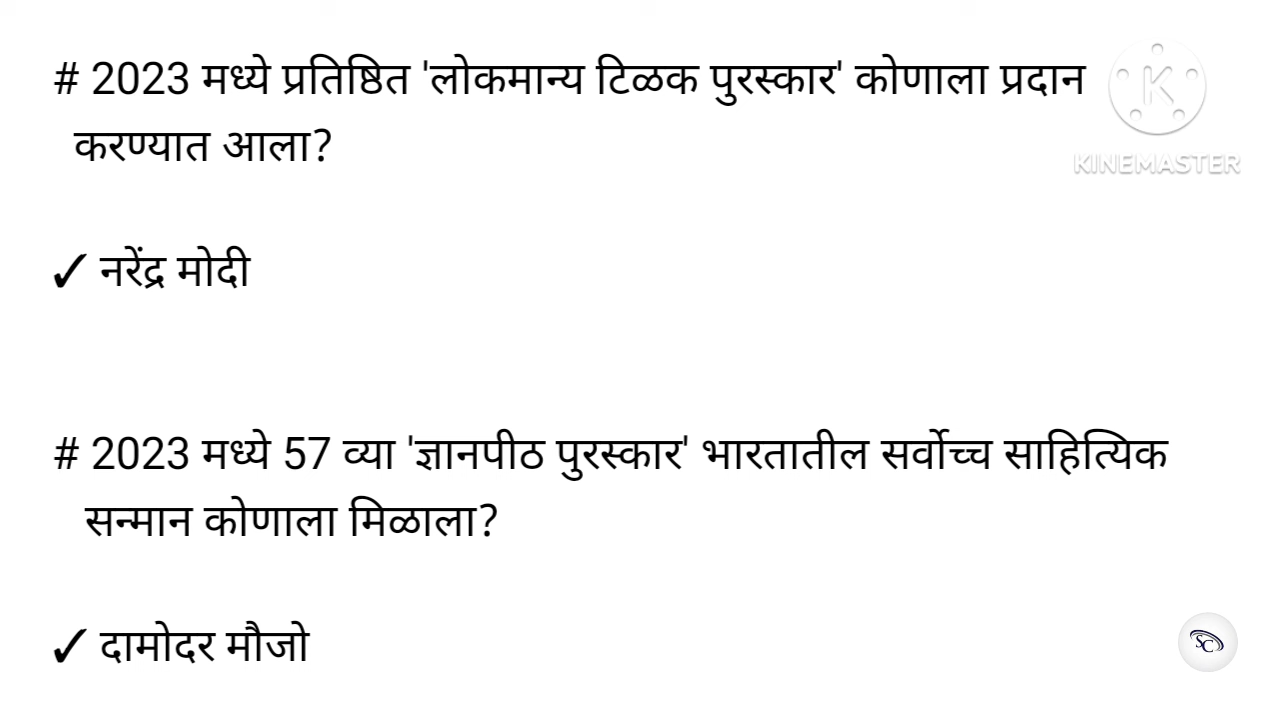 # 2023 मध्ये प्रतिष्ठित 'लोकमान्य टिळक पुरस्कार' कोणाला प्रदान
करण्यात आला?
KINEMASTER
✓ नरेंद्र मोदी
# 2023 मध्ये 57 व्या 'ज्ञानपीठ पुरस्कार' भारतातील सर्वोच्च साहित्यिक
सन्मान कोणाला मिळाला?
✓ दामोदर मौजो
SC